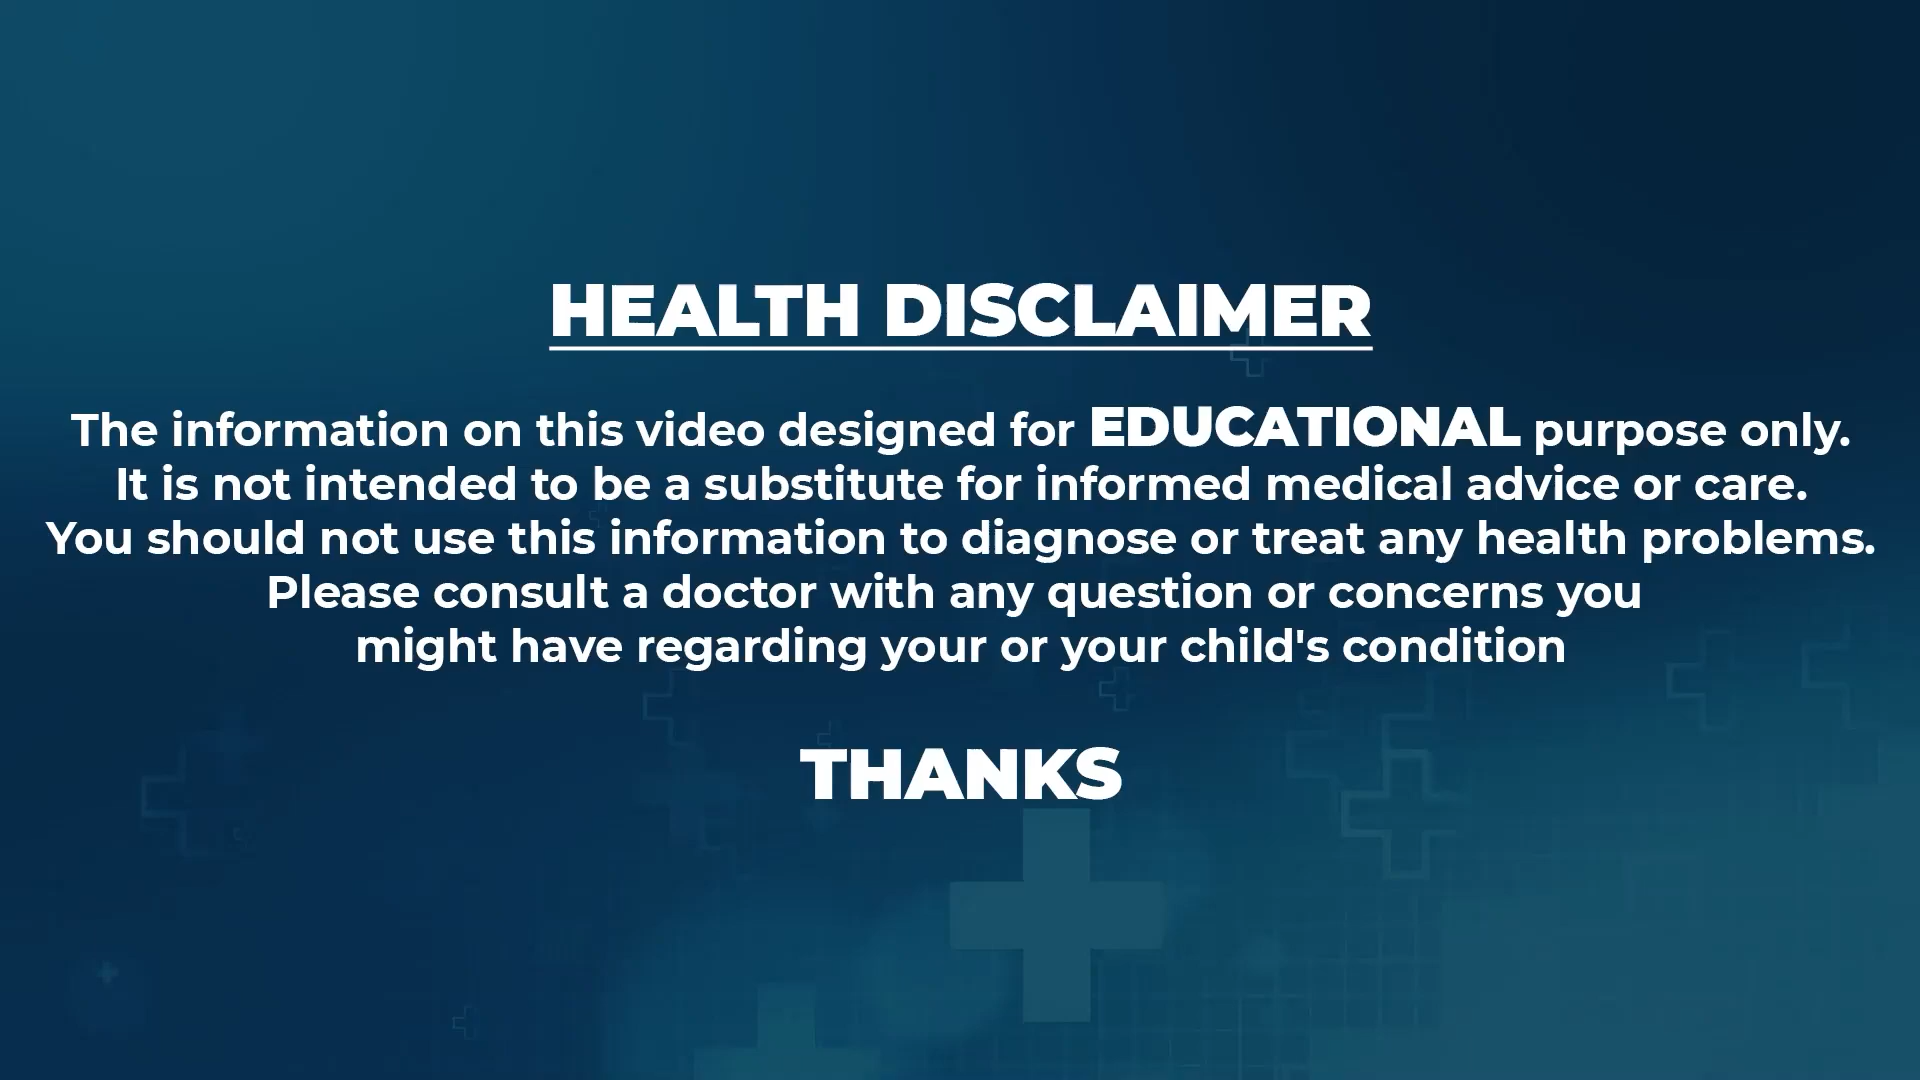 HEALTH DISCLAIMER
The information on this video designed for EDUCATIONAL purpose only.
It is not intended to be a substitute for informed medical advice or care.
You should not use this information to diagnose or treat any health problems.
Please consult a doctor with any question or concerns you
might have regarding your or your child's condition
THANKS